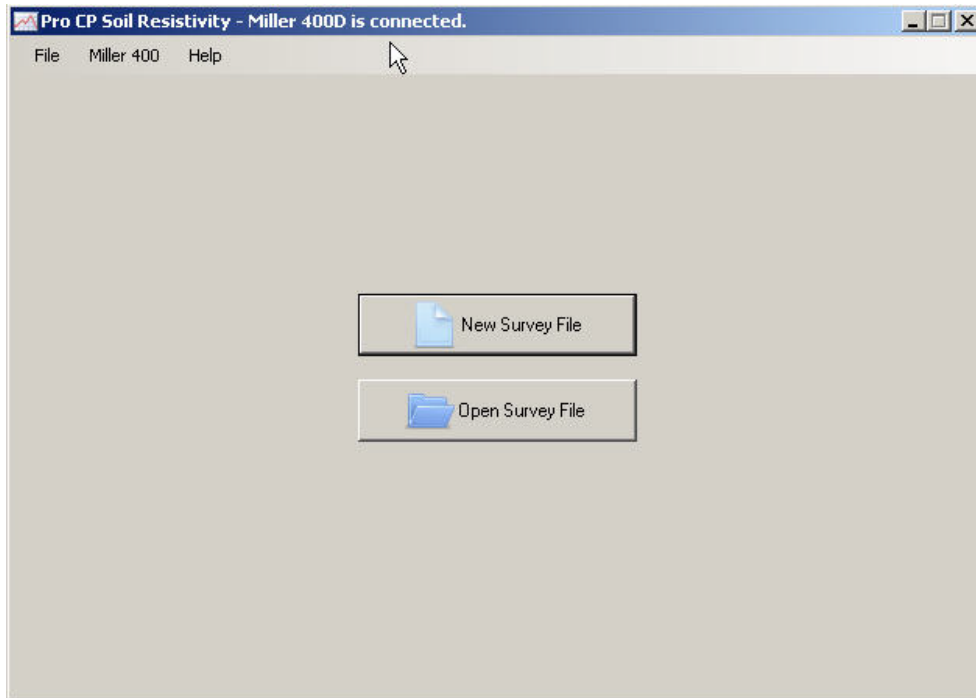 Pro CP Soil Resistivity - Miller 400D is connected.
File Miller 400 Help
New Survey File
Open Survey File